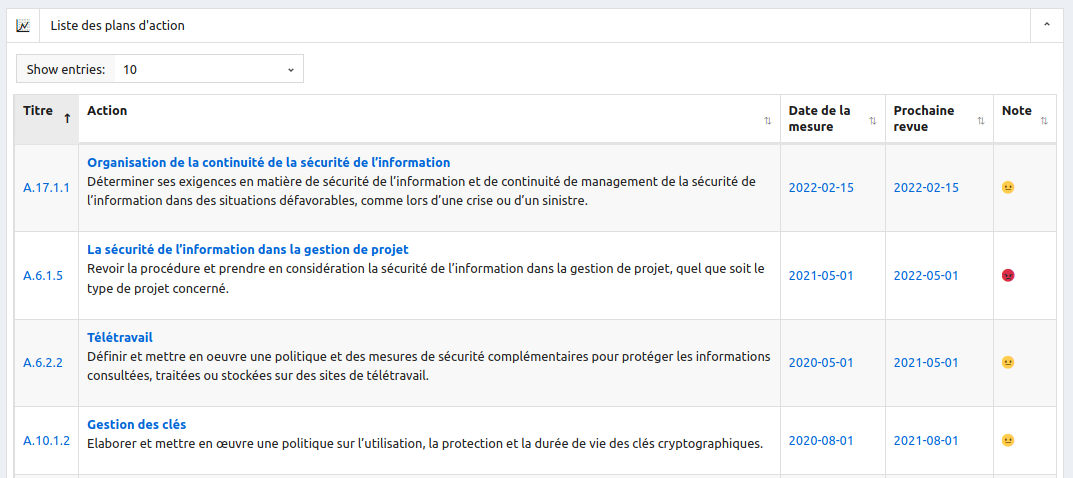 Liste des plans d'action
Show entries: 10
Titre Action Date de la mesure Prochaine revue Note
A.17.1.1
Organisation de la continuité de la sécurité de l’information
Déterminer ses exigences en matière de sécurité de l’information et de continuité de management de la sécurité de
l’information dans des situations défavorables, comme lors d’une crise ou d’un sinistre.
2022-02-15 2022-02-15
A.6.1.5
La sécurité de l’information dans la gestion de projet
Revoir la procédure et prendre en considération la sécurité de l’information dans la gestion de projet, quel que soit le
type de projet concerné.
2021-05-01 2022-05-01
A.6.2.2
Télétravail
Définir et mettre en oeuvre une politique et des mesures de sécurité complémentaires pour protéger les informations
consultées, traitées ou stockées sur des sites de télétravail.
2020-05-01 2021-05-01
A.10.1.2
Gestion des clés
Elaborer et mettre en œuvre une politique sur l’utilisation, la protection et la durée de vie des clés cryptographiques.
2020-08-01 2021-08-01